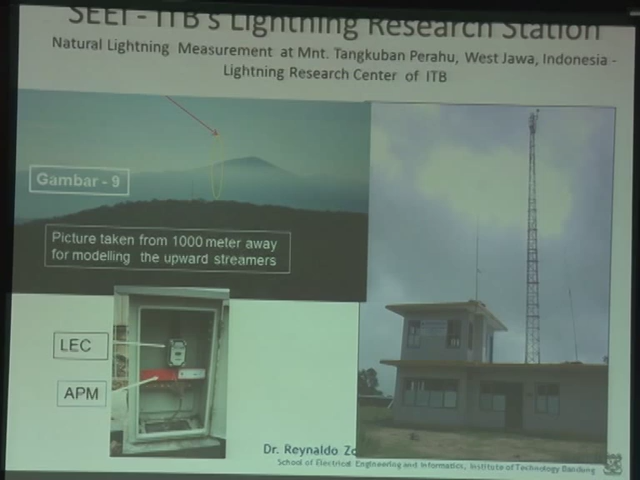 SEEI - ITB's Lightning Research Station
Natural Lightning Measurement at Mnt. Tangkuban Perahu, West Jawa, Indonesia -
Lightning Research Center of ITB
Gambar - 9
Picture taken from 1000 meter away
for modelling the upward streamers
LEC
APM
Dr. Reynaldo Zo
School of Electrical Engineering and Informatics, Institute of Technology Bandung